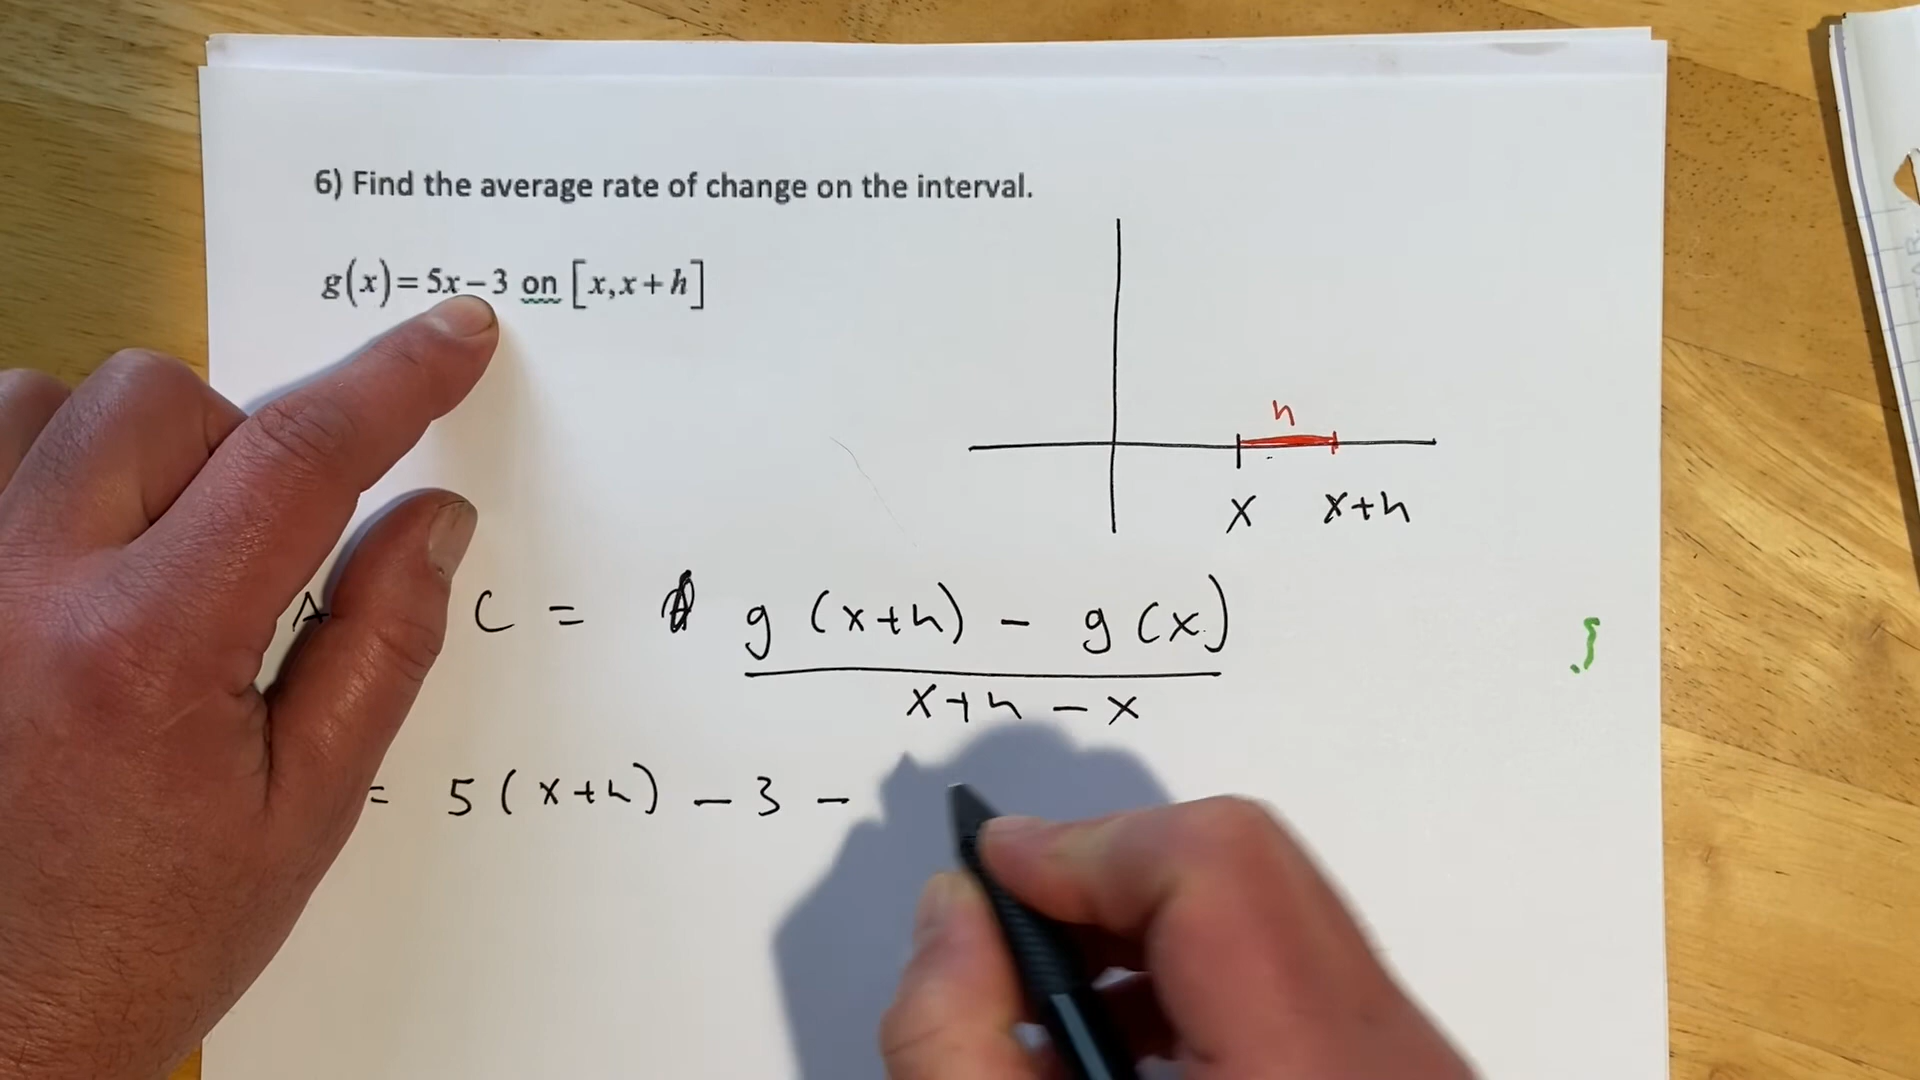 6) Find the average rate of change on the interval.
g(x) = 5x − 3 on [x, x + h]
h
x x+h
A C = g(x+h) − g(x)
x+h − x
= 5(x+h) − 3 −